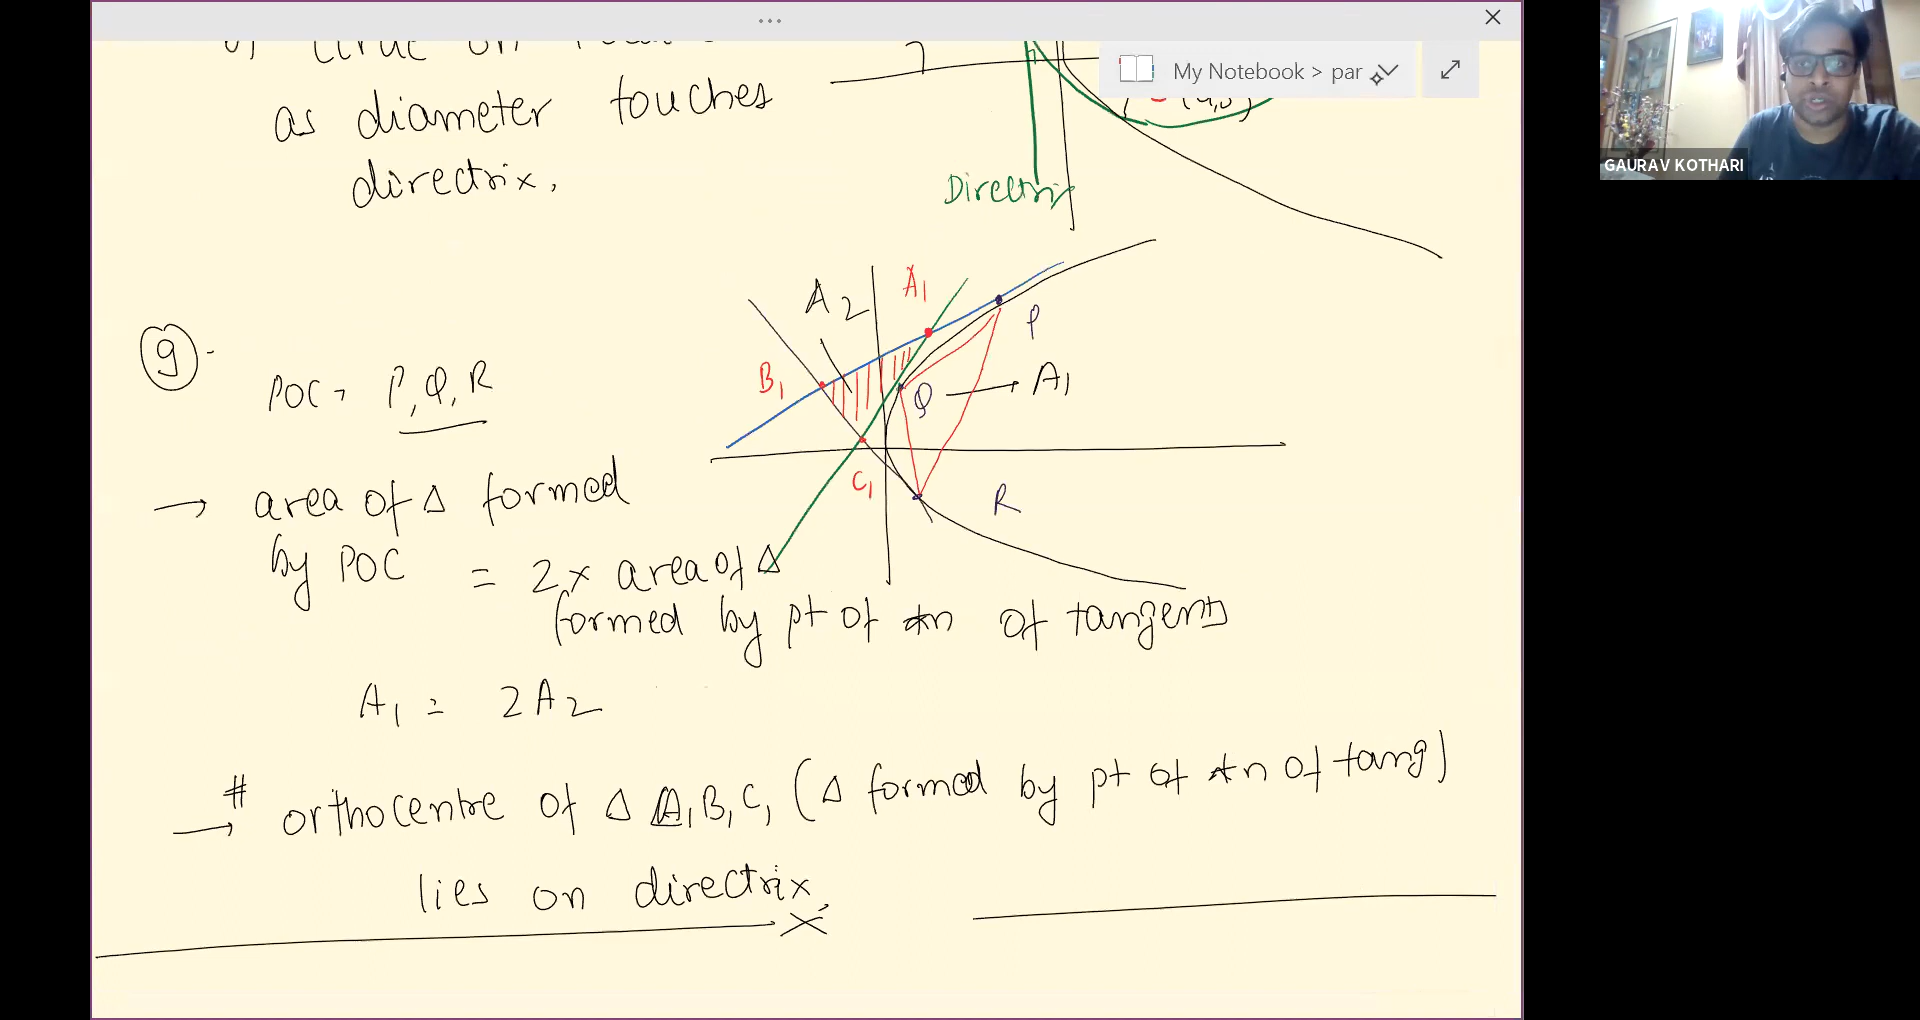 My Notebook > par
GAURAV KOTHARI
on
as diameter touches
directrix.
Directrix
9
POC → P, Q, R
A2
A1
B1
C1
P
Q → A1
R
→ area of Δ formed
by POC = 2x area of Δ
formed by pt of of tangents
A1 = 2A2
#
→ orthocentre of Δ A1B1C1 (Δ formed by pt of of tang)
lies on directrix.